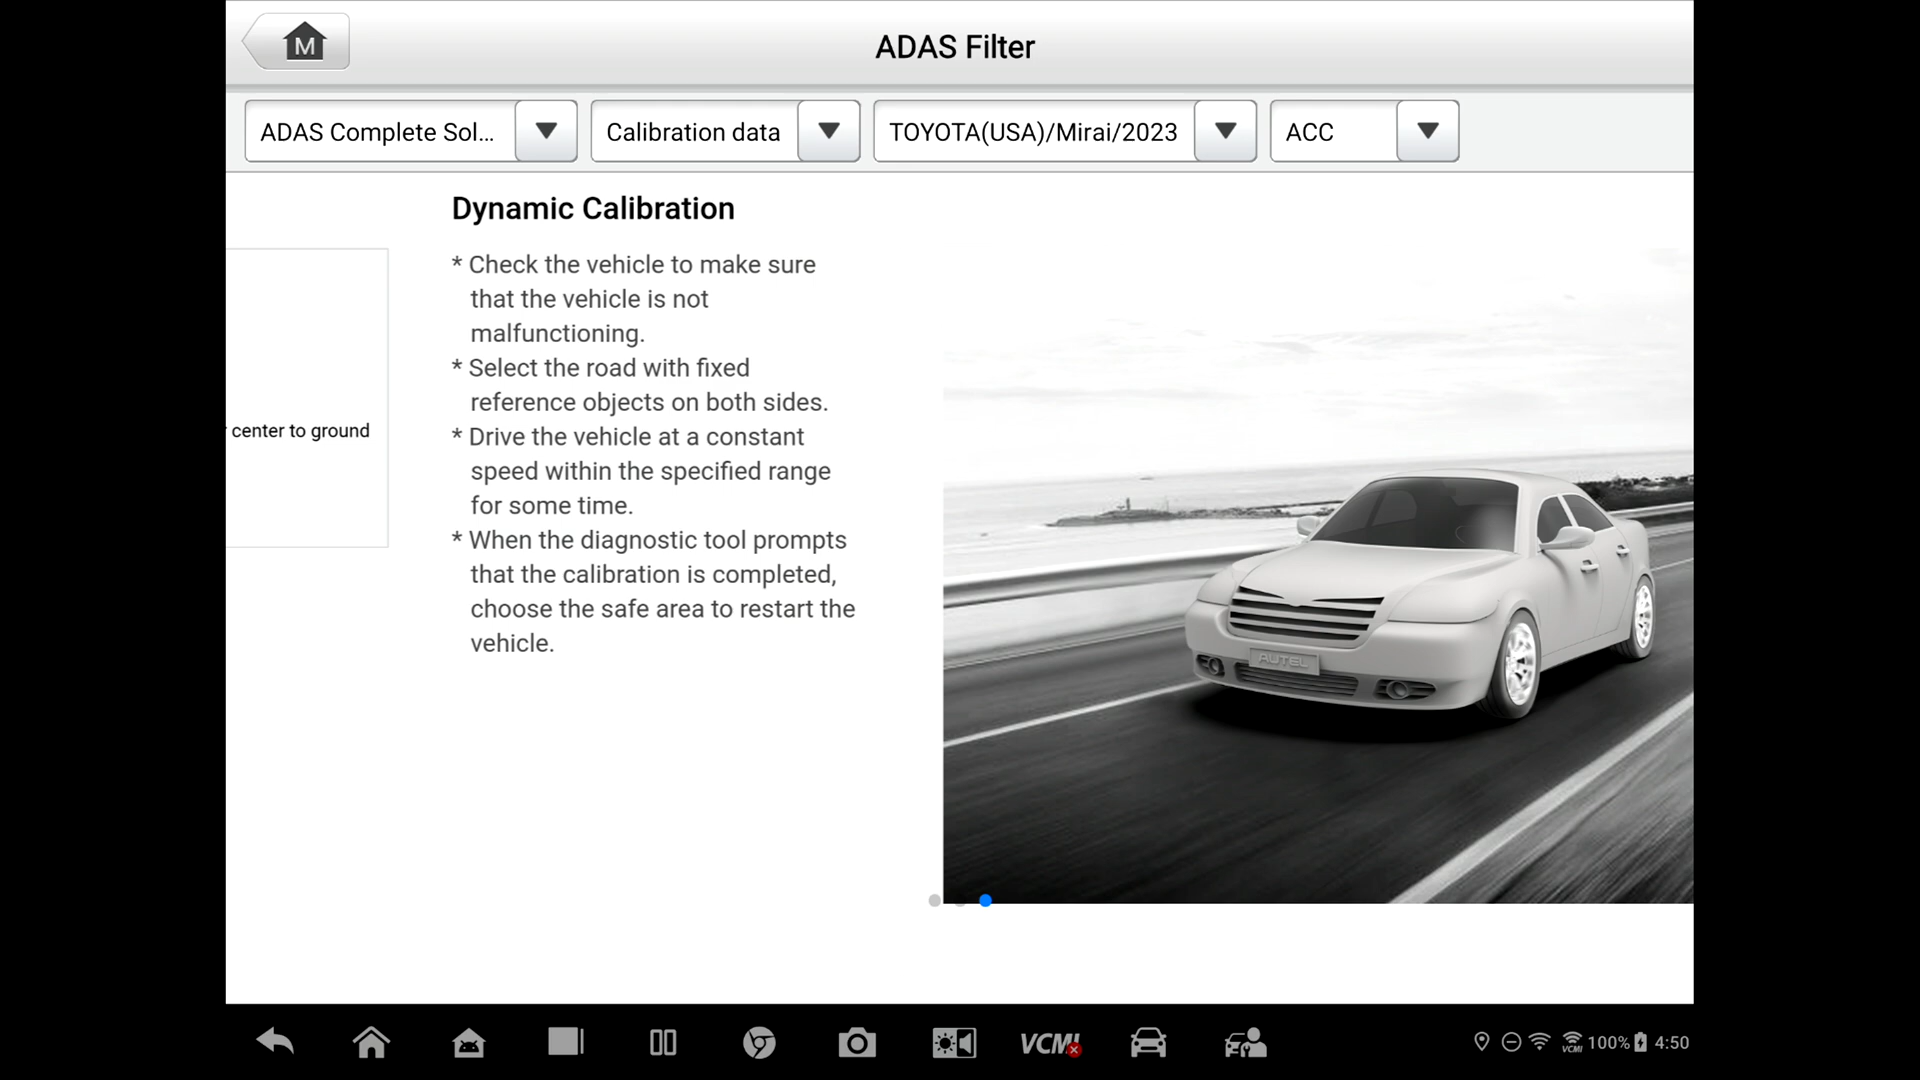 M
ADAS Filter
ADAS Complete Sol...
Calibration data
TOYOTA(USA)/Mirai/2023
ACC
Dynamic Calibration
* Check the vehicle to make sure
that the vehicle is not
malfunctioning.
* Select the road with fixed
reference objects on both sides.
* Drive the vehicle at a constant
speed within the specified range
for some time.
* When the diagnostic tool prompts
that the calibration is completed,
choose the safe area to restart the
vehicle.
center to ground
AUTEL
VCMI
VCMI
100%
4:50